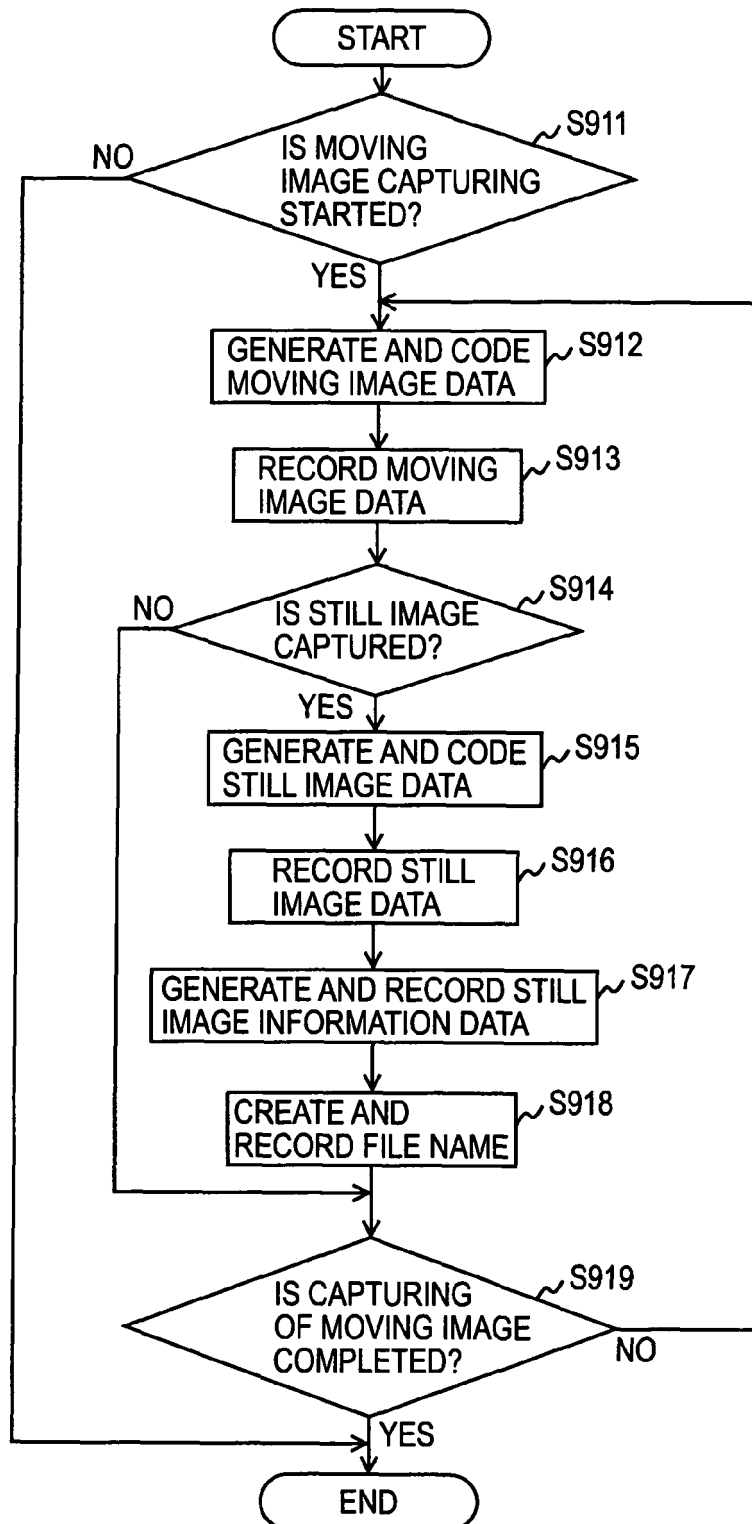 START
S911
NO
IS MOVING
IMAGE CAPTURING
STARTED?
YES
GENERATE AND CODE
MOVING IMAGE DATA
S912
RECORD MOVING
IMAGE DATA
S913
NO
IS STILL IMAGE
CAPTURED?
S914
YES
GENERATE AND CODE
STILL IMAGE DATA
S915
RECORD STILL
IMAGE DATA
S916
GENERATE AND RECORD STILL
IMAGE INFORMATION DATA
S917
CREATE AND
RECORD FILE NAME
S918
IS CAPTURING
OF MOVING IMAGE
COMPLETED?
S919
NO
YES
END